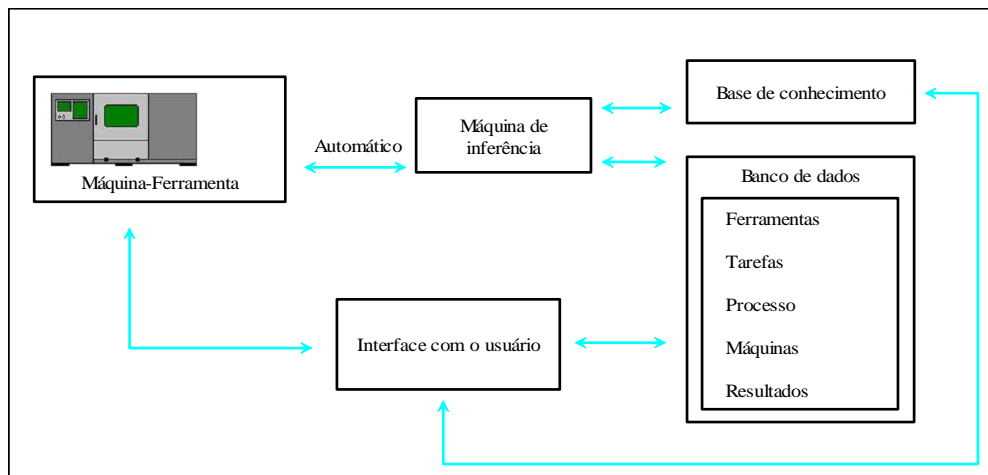 Máquina-Ferramenta
Automático
Máquina de
inferência
Base de conhecimento
Banco de dados
Ferramentas
Tarefas
Processo
Máquinas
Resultados
Interface com o usuário